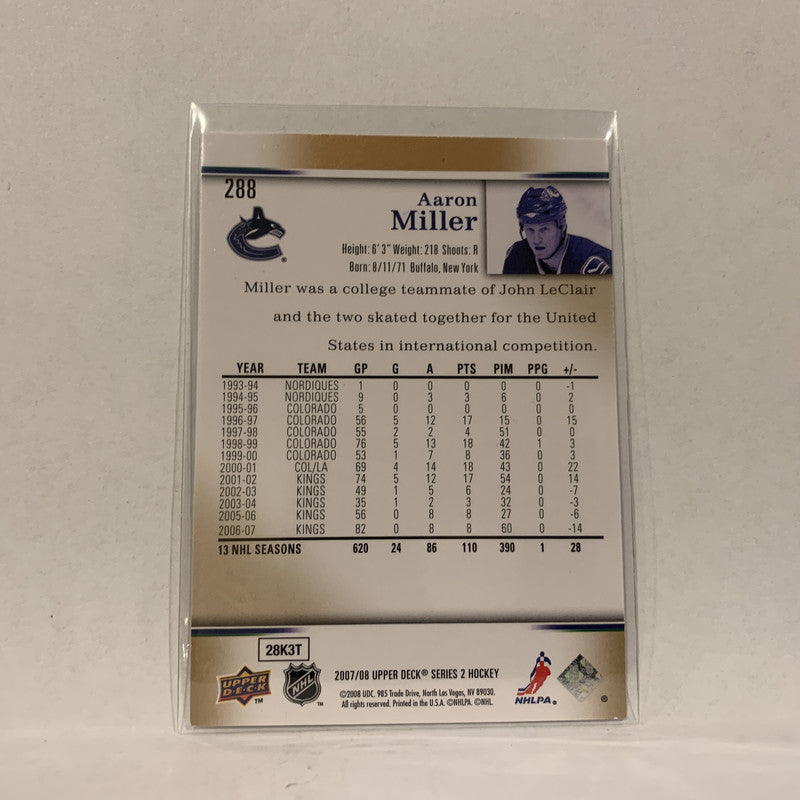 288
Aaron
Miller
Height: 6' 3" Weight: 218 Shoots: R
Born: 8/11/71 Buffalo, New York
Miller was a college teammate of John LeClair
and the two skated together for the United
States in international competition.
YEAR TEAM GP G A PTS PIM PPG +/-
1993-94 NORDIQUES 1 0 0 0 0 0 -1
1994-95 NORDIQUES 9 0 3 3 6 0 2
1995-96 COLORADO 5 0 0 0 0 0 0
1996-97 COLORADO 56 5 12 17 15 0 15
1997-98 COLORADO 55 2 2 4 51 0 0
1998-99 COLORADO 76 5 13 18 42 1 3
1999-00 COLORADO 53 1 7 8 36 0 3
2000-01 COL/LA 69 4 14 18 43 0 22
2001-02 KINGS 74 5 12 17 54 0 14
2002-03 KINGS 49 1 5 6 24 0 -7
2003-04 KINGS 35 1 2 3 32 0 -3
2005-06 KINGS 56 0 8 8 27 0 -6
2006-07 KINGS 82 0 8 8 60 0 -14
13 NHL SEASONS 620 24 86 110 390 1 28
28K3T
UPPER
DECK TM
NHL TM
2007/08 UPPER DECK® SERIES 2 HOCKEY
©2008 UDC. 985 Trade Drive, North Las Vegas, NV 89030.
All rights reserved. Printed in the U.S.A. ©NHLPA. ©NHL.
NHLPA®
®